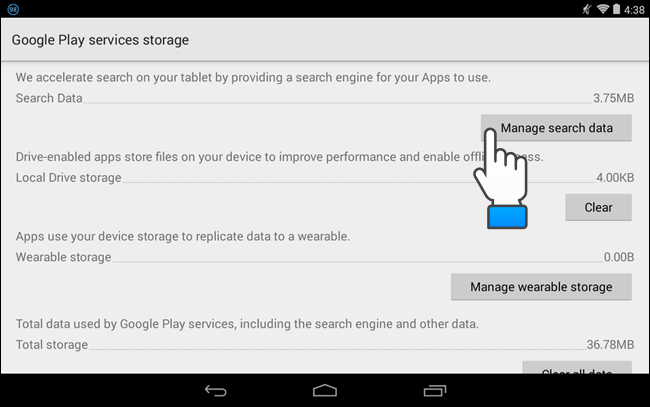 98 4:38
Google Play services storage
We accelerate search on your tablet by providing a search engine for your Apps to use.
Search Data 3.75MB
Manage search data
Drive-enabled apps store files on your device to improve performance and enable
Local Drive storage 4.00KB
Clear
Apps use your device storage to replicate data to a wearable.
Wearable storage 0.00B
Manage wearable storage
Total data used by Google Play services, including the search engine and other data.
Total storage 36.78MB
Clear all data